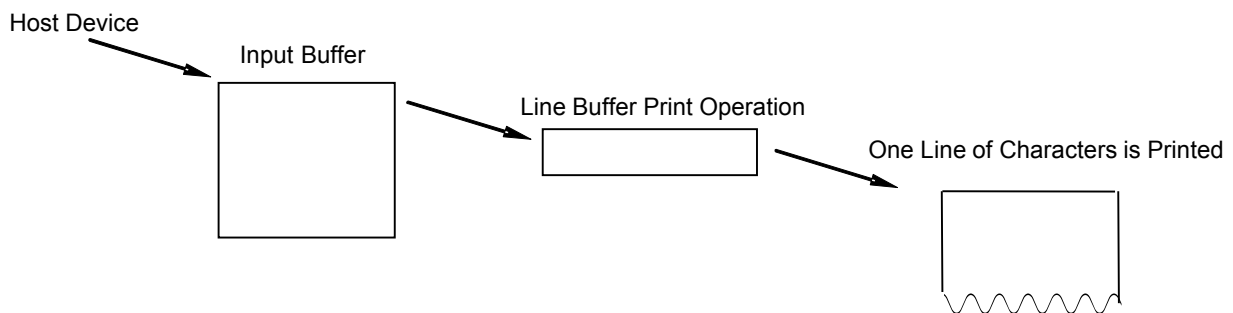 Host Device
Input Buffer
Line Buffer Print Operation
One Line of Characters is Printed